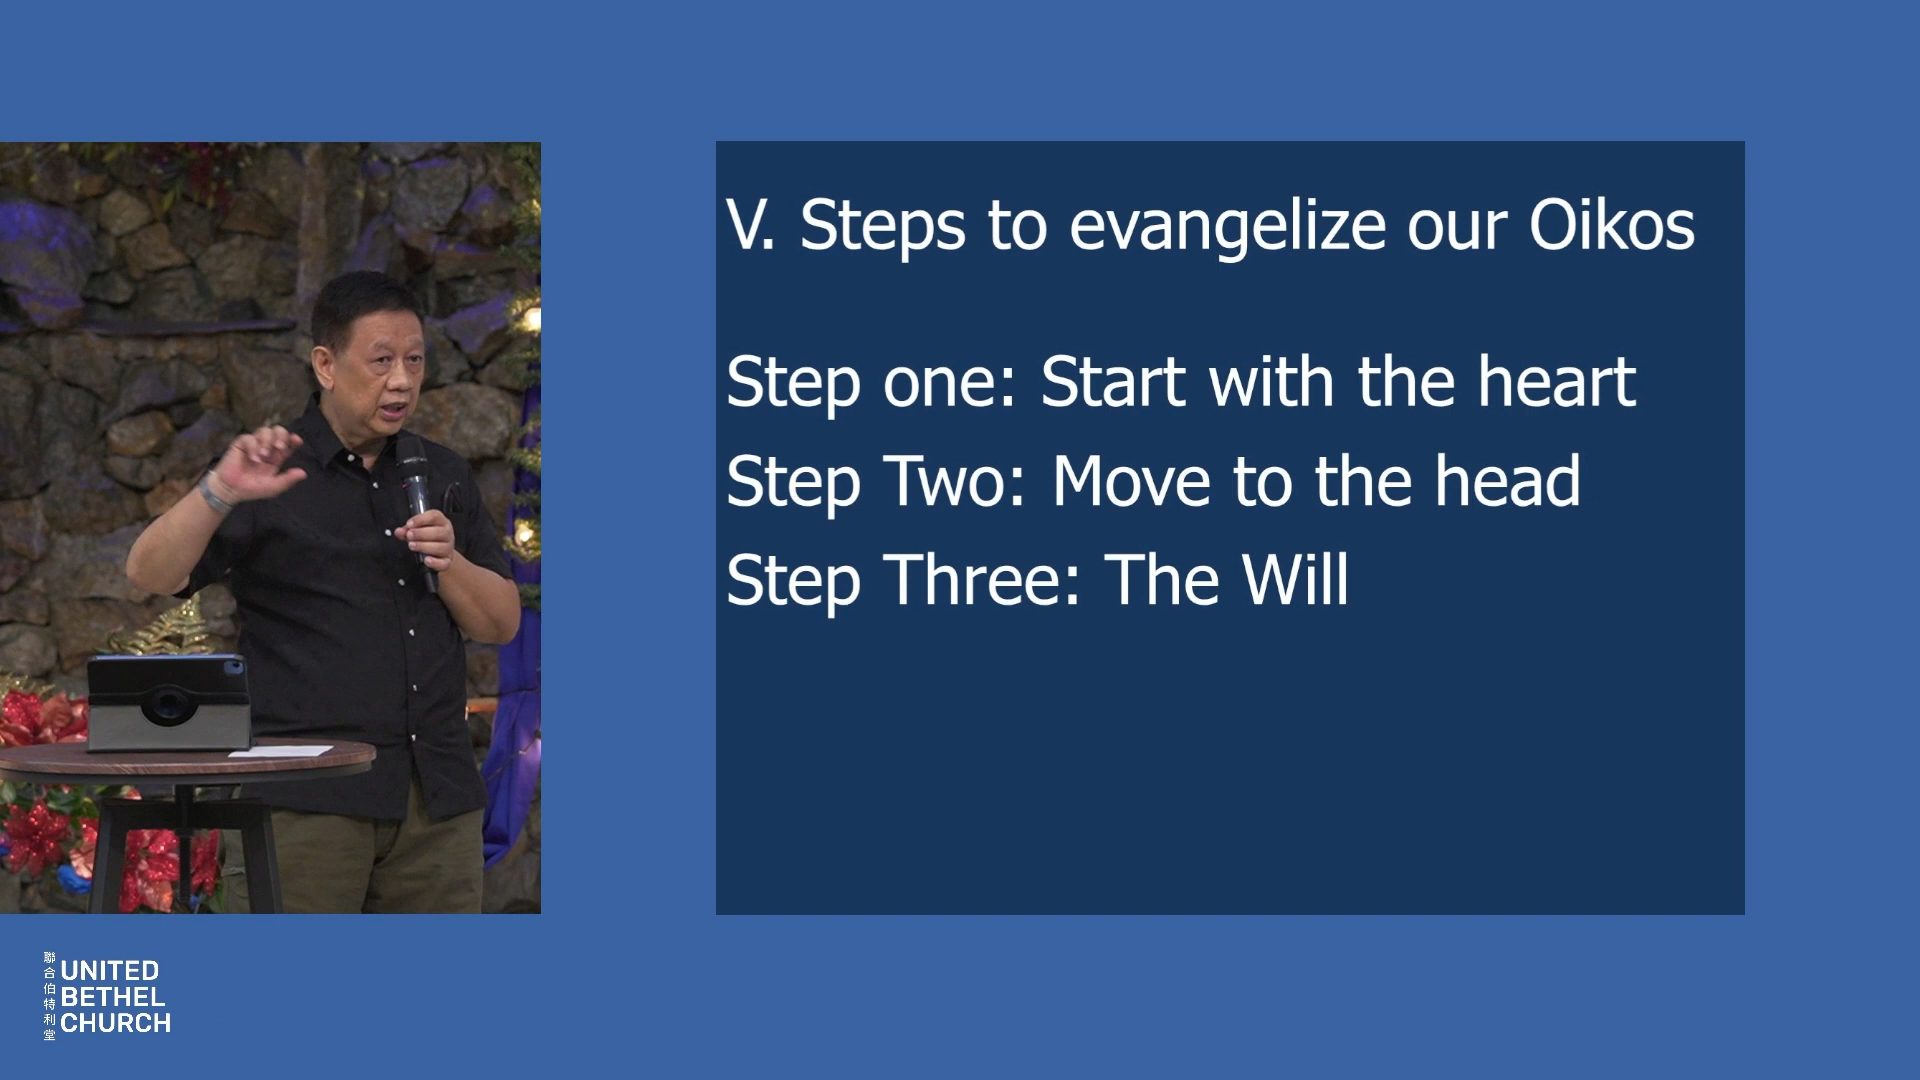 V. Steps to evangelize our Oikos
Step one: Start with the heart
Step Two: Move to the head
Step Three: The Will
聯合伯特利堂
UNITED
BETHEL
CHURCH